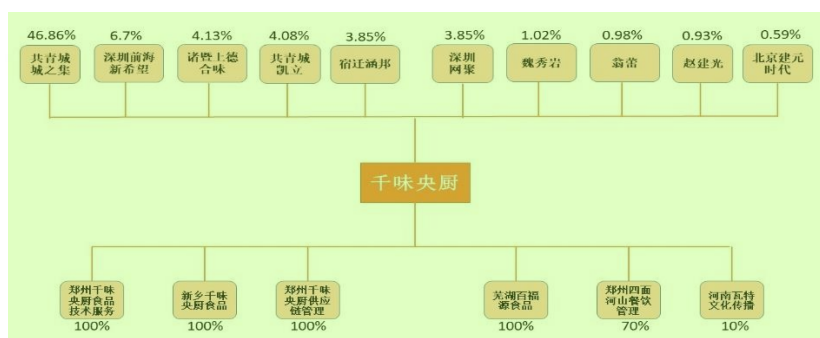 46.86% 6.7% 4.13% 4.08% 3.85% 3.85% 1.02% 0.98% 0.93% 0.59%
共青城
城之集
深圳前海
新希望
诸暨上德
合味
共青城
凯立
宿迁涵邦
深圳
网聚
魏秀岩
翁蕾
赵建光
北京建元
时代
千味央厨
郑州千味
央厨食品
技术服务
100%
新乡千味
央厨食品
100%
郑州千味
央厨供应
链管理
100%
芜湖百福
源食品
100%
郑州四面
河山餐饮
管理
70%
河南瓦特
文化传播
10%